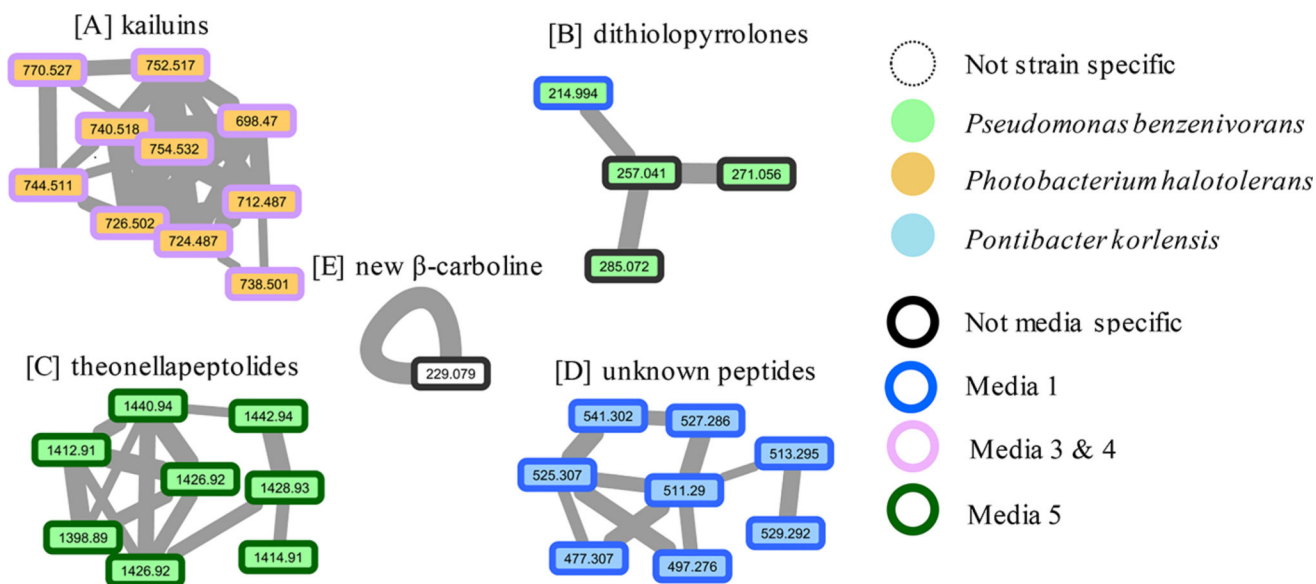 [A] kailuins
770.527
752.517
740.518
698.47
754.532
744.511
712.487
726.502
724.487
738.501
[B] dithiolopyrrolones
214.994
257.041
271.056
285.072
[E] new β-carboline
229.079
[C] theonellapeptolides
1440.94
1442.94
1412.91
1426.92
1428.93
1398.89
1426.92
1414.91
[D] unknown peptides
541.302
527.286
513.295
525.307
511.29
529.292
477.307
497.276
Not strain specific
Pseudomonas benzenivorans
Photobacterium halotolerans
Pontibacter korlensis
Not media specific
Media 1
Media 3 & 4
Media 5